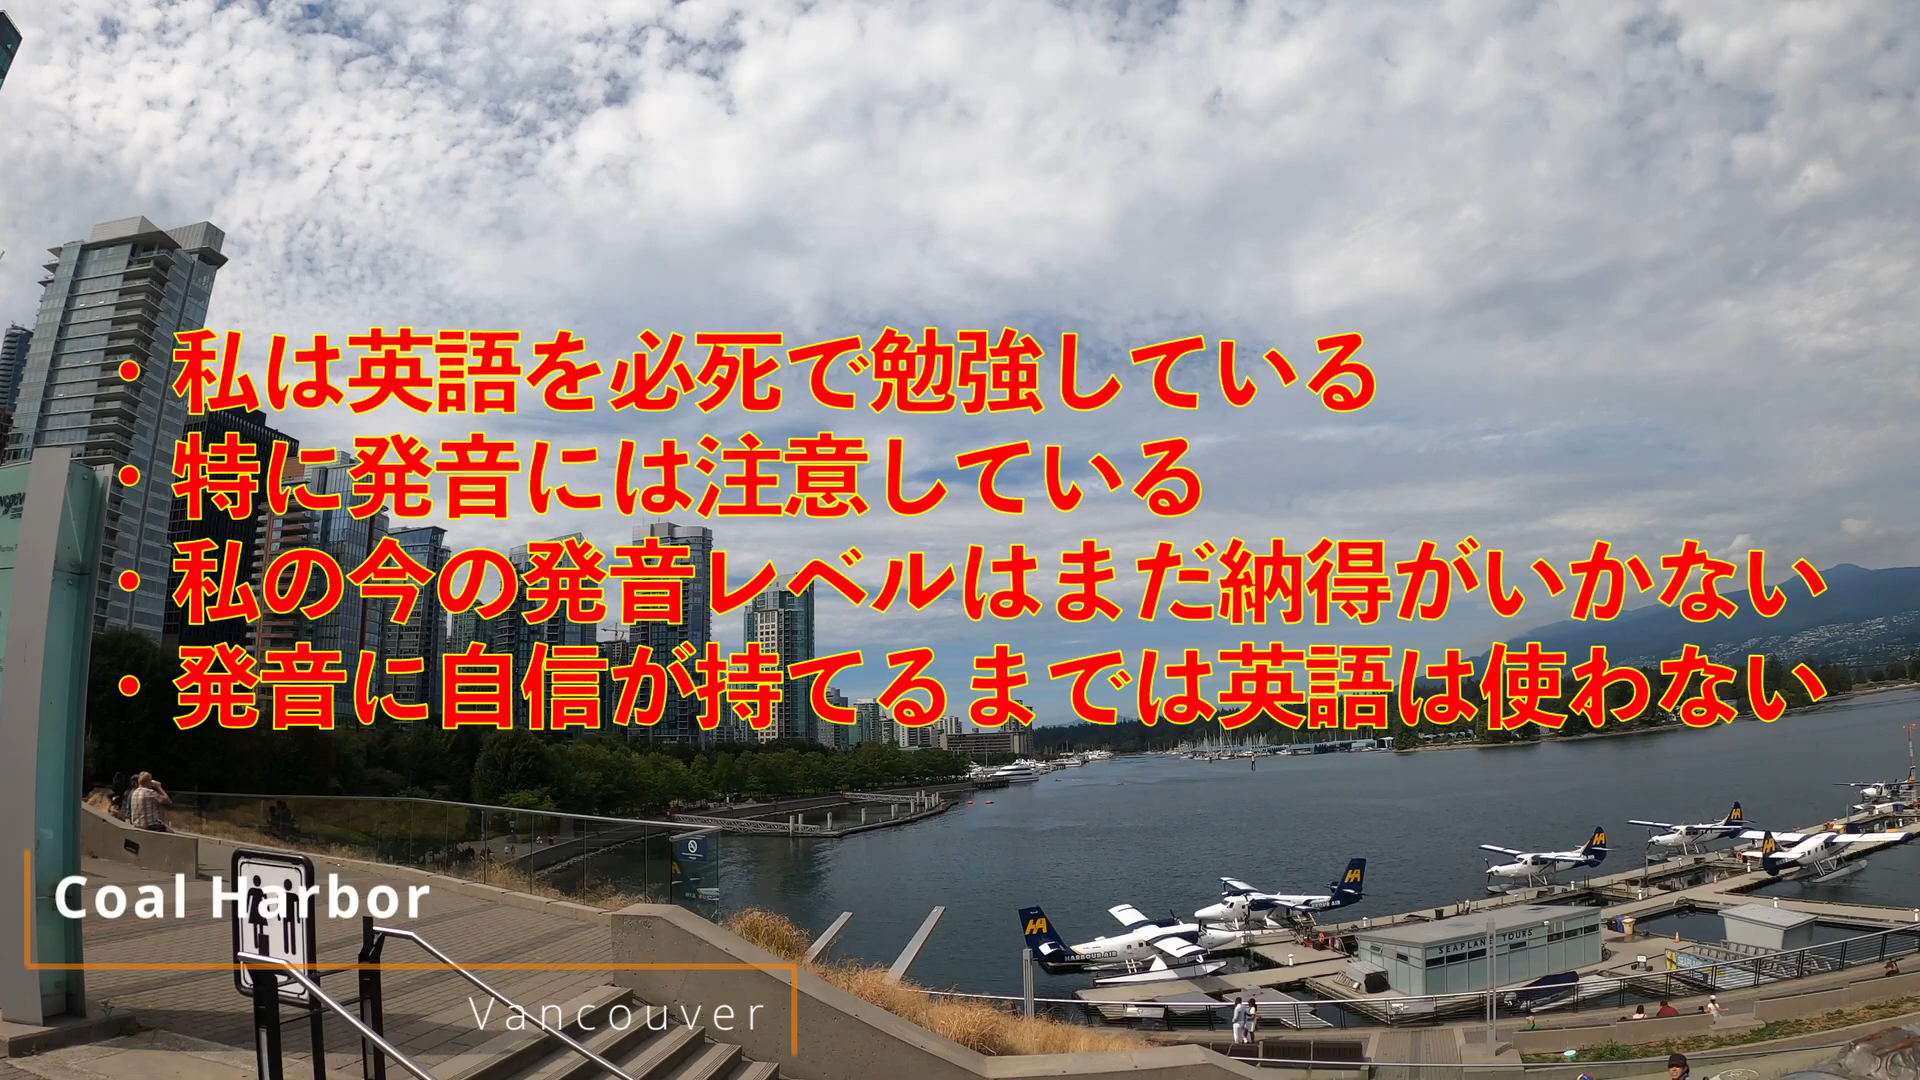 ・私は英語を必死で勉強している
・特に発音には注意している
・私の今の発音レベルはまだ納得がいかない
・発音に自信が持てるまでは英語は使わない
Coal Harbor
Vancouver
HARBOUR AIR
SEAPLANE TOURS